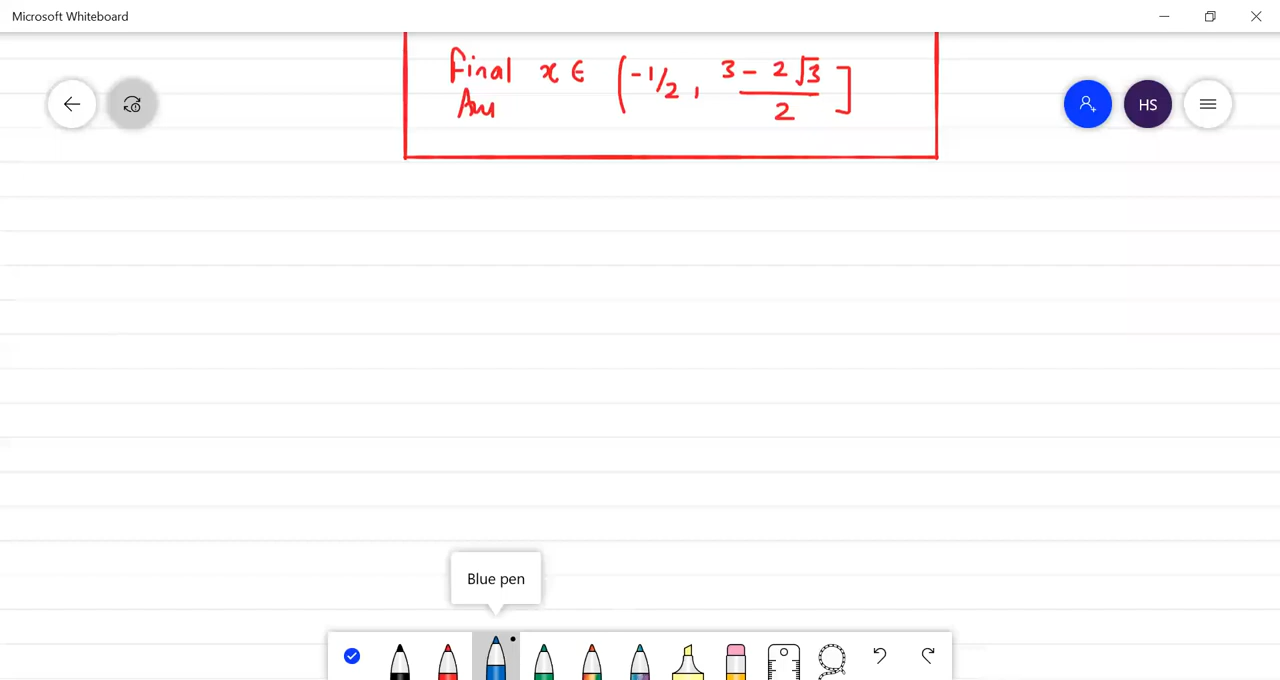 Microsoft Whiteboard
Final x ∈ (-1/2, (3 - 2√3)/2]
Ans
HS
Blue pen